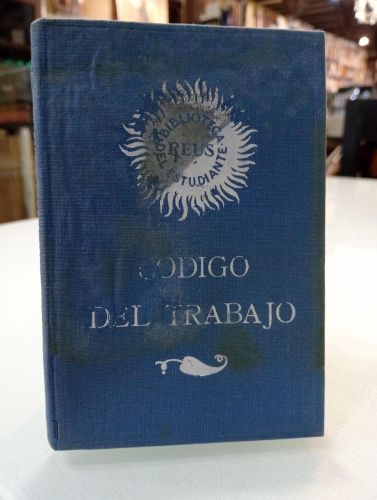 BIBLIOTECA
REUS
DEL ESTUDIANTE
CODIGO
DEL TRABAJO